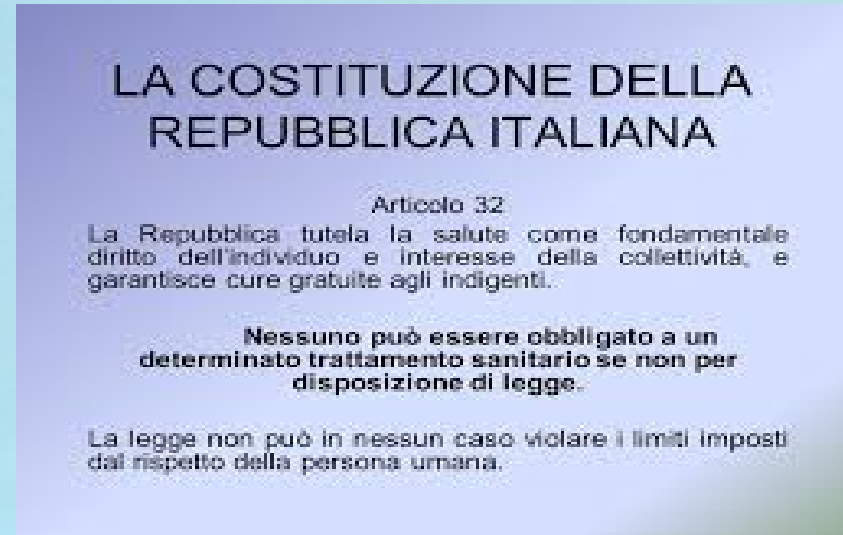 LA COSTITUZIONE DELLA
REPUBBLICA ITALIANA
Articolo 32
La Repubblica tutela la salute come fondamentale
diritto dell'individuo e interesse della collettività, e
garantisce cure gratuite agli indigenti.
Nessuno può essere obbligato a un
determinato trattamento sanitario se non per
disposizione di legge.
La legge non può in nessun caso violare i limiti imposti
dal rispetto della persona umana.